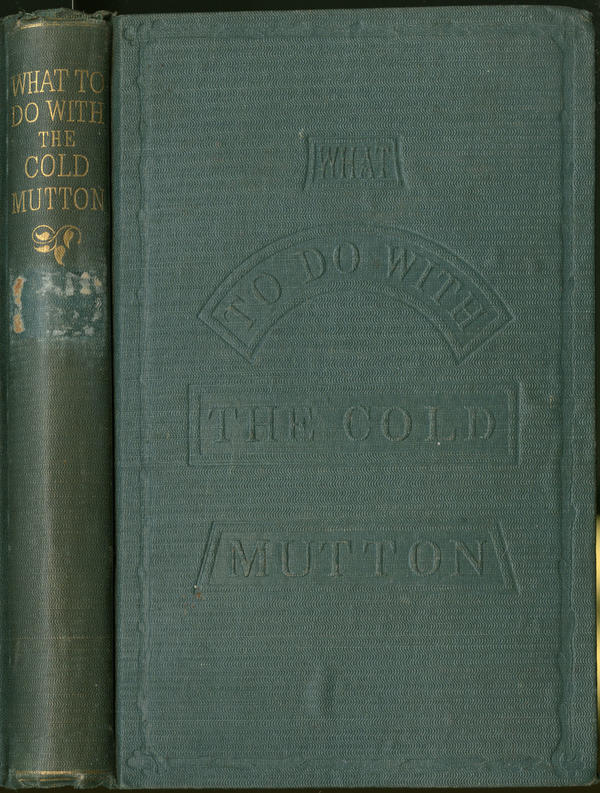 WHAT TO
DO WITH
THE
COLD
MUTTON
WHAT
TO DO WITH
THE COLD
MUTTON